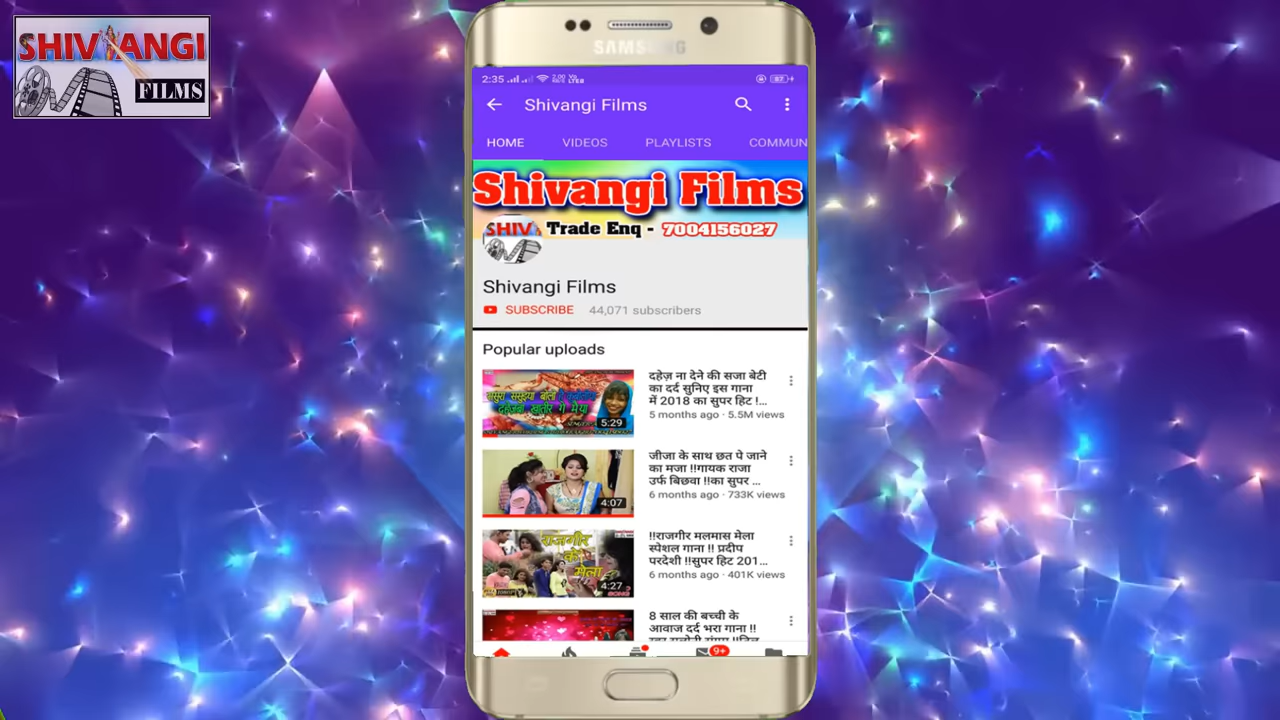 SHIVANGI
FILMS
SAMSUNG
2:35
87
Shivangi Films
HOME VIDEOS PLAYLISTS COMMUN
Shivangi Films
SHIV
Trade Enq - 7004156027
Shivangi Films
SUBSCRIBE 44,071 subscribers
Popular uploads
दहेज़ ना देने की सजा बेटी
का दर्द सुनिए इस गाना
में 2018 का सुपर हिट !...
5 months ago · 5.5M views
5:29
जीजा के साथ छत पे जाने
का मजा !!गायक राजा
उर्फ बिछवा !!का सुपर ...
6 months ago · 733K views
4:07
!!राजगीर मलमास मेला
स्पेशल गाना !! प्रदीप
परदेशी !!सुपर हिट 201...
6 months ago · 401K views
राजगीर
के
मेला
4:27
8 साल की बच्ची के
आवाज दर्द भरा गाना !!
9+